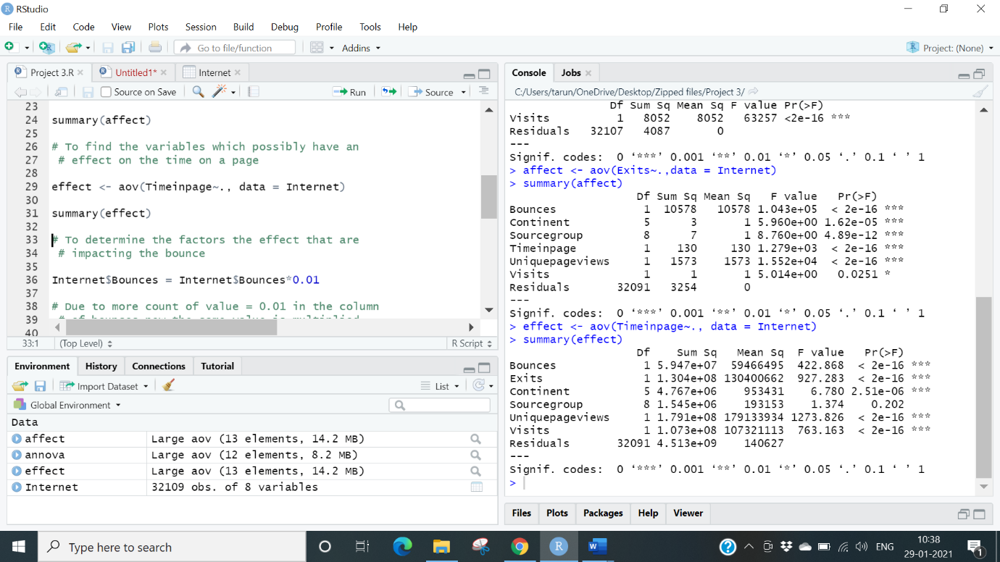 RStudio
File Edit Code View Plots Session Build Debug Profile Tools Help
Go to file/function Addins Project: (None)
Project 3.R Untitled1* Internet
Source on Save Run Source
23
24 summary(affect)
25
26 # To find the variables which possibly have an
27 # effect on the time on a page
28
29 effect <- aov(Timeinpage~., data = Internet)
30
31 summary(effect)
32
33 # To determine the factors the effect that are
34 # impacting the bounce
35
36 Internet$Bounces = Internet$Bounces*0.01
37
38 # Due to more count of value = 0.01 in the column
39
40
33:1 (Top Level) R Script
Environment History Connections Tutorial
Import Dataset List
Global Environment
Data
affect Large aov (13 elements, 14.2 MB)
annova Large aov (12 elements, 8.2 MB)
effect Large aov (13 elements, 14.2 MB)
Internet 32109 obs. of 8 variables
Console Jobs
C:/Users/tarun/OneDrive/Desktop/Zipped files/Project 3/
Df Sum Sq Mean Sq F value Pr(>F)
Visits 1 8052 8052 63257 <2e-16 ***
Residuals 32107 4087 0
---
Signif. codes: 0 ‘***’ 0.001 ‘**’ 0.01 ‘*’ 0.05 ‘.’ 0.1 ‘ ’ 1
> affect <- aov(Exits~.,data = Internet)
> summary(affect)
Df Sum Sq Mean Sq F value Pr(>F)
Bounces 1 10578 10578 1.043e+05 < 2e-16 ***
Continent 5 3 1 5.960e+00 1.62e-05 ***
Sourcegroup 8 7 1 8.760e+00 4.89e-12 ***
Timeinpage 1 130 130 1.279e+03 < 2e-16 ***
Uniquepageviews 1 1573 1573 1.552e+04 < 2e-16 ***
Visits 1 1 1 5.014e+00 0.0251 *
Residuals 32091 3254 0
---
Signif. codes: 0 ‘***’ 0.001 ‘**’ 0.01 ‘*’ 0.05 ‘.’ 0.1 ‘ ’ 1
> effect <- aov(Timeinpage~., data = Internet)
> summary(effect)
Df Sum Sq Mean Sq F value Pr(>F)
Bounces 1 5.947e+07 59466495 422.868 < 2e-16 ***
Exits 1 1.304e+08 130400662 927.283 < 2e-16 ***
Continent 5 4.767e+06 953431 6.780 2.51e-06 ***
Sourcegroup 8 1.545e+06 193153 1.374 0.202
Uniquepageviews 1 1.791e+08 179133934 1273.826 < 2e-16 ***
Visits 1 1.073e+08 107321113 763.163 < 2e-16 ***
Residuals 32091 4.513e+09 140627
---
Signif. codes: 0 ‘***’ 0.001 ‘**’ 0.01 ‘*’ 0.05 ‘.’ 0.1 ‘ ’ 1
>
Files Plots Packages Help Viewer
Type here to search
ENG
10:38
29-01-2021
1